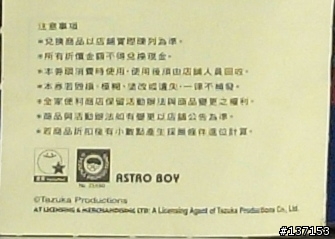 注意事項
*兌換商品以店鋪實際陳列為準。
*所有折價金額不得兌換現金。
*本券限消費時使用，使用後須由店鋪人員回收。
*本券若毀損、模糊、塗改或遺失，一律不補發。
*全家便利商店保留活動辦法與商品變更之權利。
*商品與活動辦法如有變更以店鋪公告為準。
*若商品折扣後有小數點產生採無條件進位計算。
ASTRO BOY
©Tezuka Productions
AT LICENSING & MERCHANDISING LTD: A Licensing Agent of Tezuka Productions Co., Ltd.
#137153